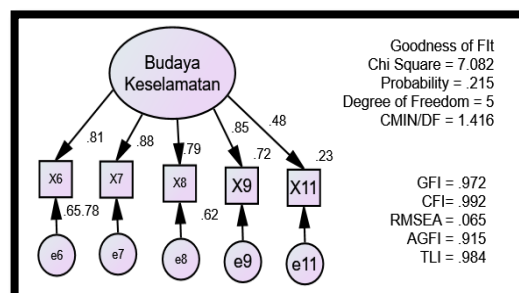 Budaya
Keselamatan
Goodness of FIt
Chi Square = 7.082
Probability = .215
Degree of Freedom = 5
CMIN/DF = 1.416
.81
.88
.79
.85
.48
X6
X7
X8
X9
X11
.65
.78
.62
.72
.23
e6
e7
e8
e9
e11
GFI = .972
CFI= .992
RMSEA = .065
AGFI = .915
TLI = .984